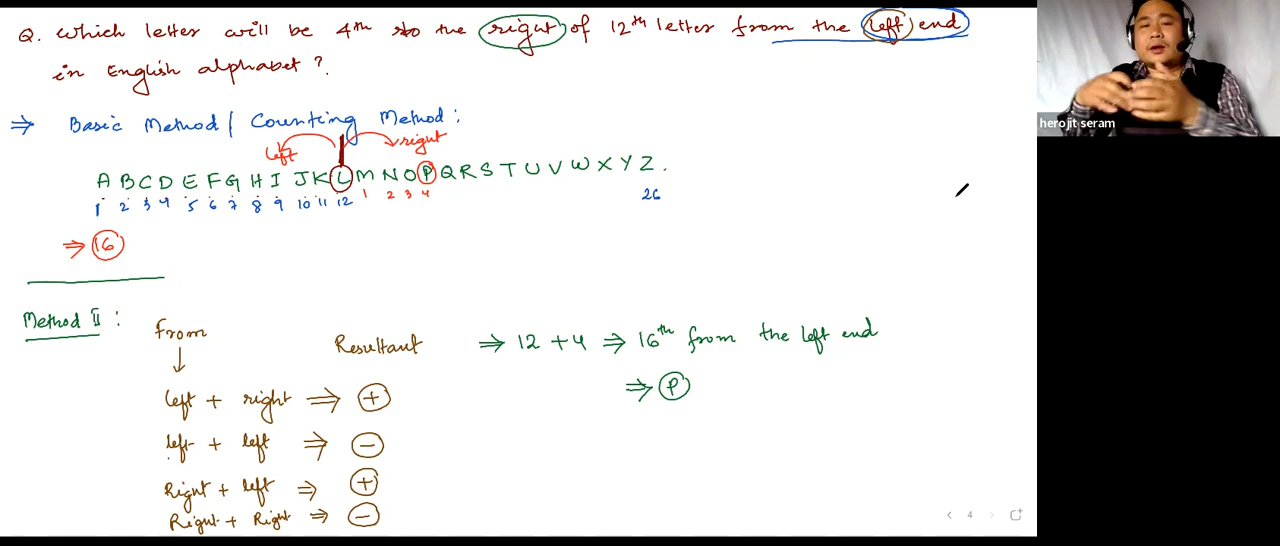 Q. Which letter will be 4th to the right of 12th letter from the left end
in English alphabet?
⇒ Basic Method / Counting Method:
left right
A B C D E F G H I J K L M N O P Q R S T U V W X Y Z.
1 2 3 4 5 6 7 8 9 10 11 12 1 2 3 4 26
⇒ 16
Method II:
From Resultant ⇒ 12 + 4 ⇒ 16th from the left end
⇒ P
left + right ⇒ +
left + left ⇒ −
Right + left ⇒ +
Right + Right ⇒ −
herojit seram
< 4 >